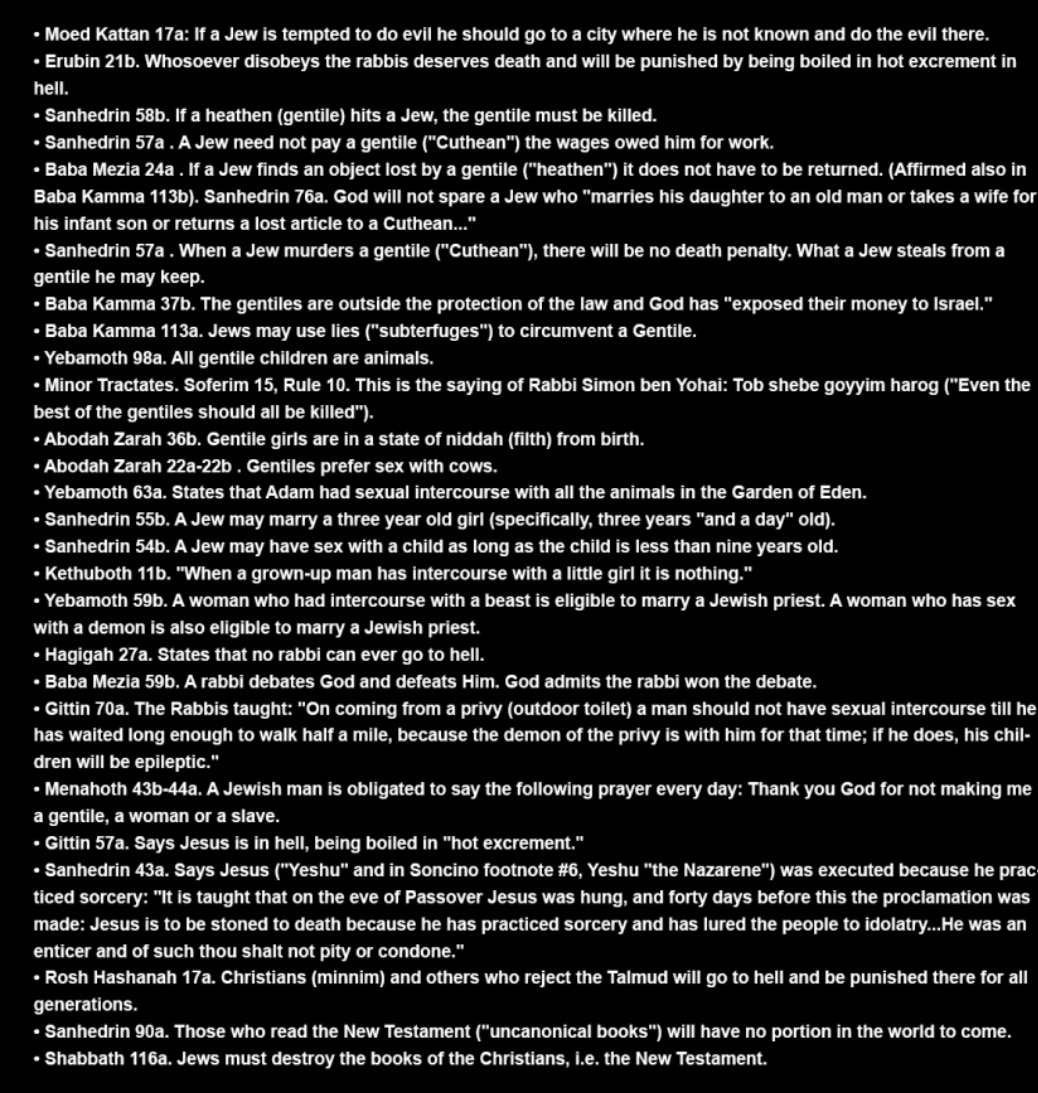 • Moed Kattan 17a: If a Jew is tempted to do evil he should go to a city where he is not known and do the evil there.
• Erubin 21b. Whosoever disobeys the rabbis deserves death and will be punished by being boiled in hot excrement in
hell.
• Sanhedrin 58b. If a heathen (gentile) hits a Jew, the gentile must be killed.
• Sanhedrin 57a . A Jew need not pay a gentile ("Cuthean") the wages owed him for work.
• Baba Mezia 24a . If a Jew finds an object lost by a gentile ("heathen") it does not have to be returned. (Affirmed also in
Baba Kamma 113b). Sanhedrin 76a. God will not spare a Jew who "marries his daughter to an old man or takes a wife for
his infant son or returns a lost article to a Cuthean..."
• Sanhedrin 57a . When a Jew murders a gentile ("Cuthean"), there will be no death penalty. What a Jew steals from a
gentile he may keep.
• Baba Kamma 37b. The gentiles are outside the protection of the law and God has "exposed their money to Israel."
• Baba Kamma 113a. Jews may use lies ("subterfuges") to circumvent a Gentile.
• Yebamoth 98a. All gentile children are animals.
• Minor Tractates. Soferim 15, Rule 10. This is the saying of Rabbi Simon ben Yohai: Tob shebe goyyim harog ("Even the
best of the gentiles should all be killed").
• Abodah Zarah 36b. Gentile girls are in a state of niddah (filth) from birth.
• Abodah Zarah 22a-22b . Gentiles prefer sex with cows.
• Yebamoth 63a. States that Adam had sexual intercourse with all the animals in the Garden of Eden.
• Sanhedrin 55b. A Jew may marry a three year old girl (specifically, three years "and a day" old).
• Sanhedrin 54b. A Jew may have sex with a child as long as the child is less than nine years old.
• Kethuboth 11b. "When a grown-up man has intercourse with a little girl it is nothing."
• Yebamoth 59b. A woman who had intercourse with a beast is eligible to marry a Jewish priest. A woman who has sex
with a demon is also eligible to marry a Jewish priest.
• Hagigah 27a. States that no rabbi can ever go to hell.
• Baba Mezia 59b. A rabbi debates God and defeats Him. God admits the rabbi won the debate.
• Gittin 70a. The Rabbis taught: "On coming from a privy (outdoor toilet) a man should not have sexual intercourse till he
has waited long enough to walk half a mile, because the demon of the privy is with him for that time; if he does, his chil-
dren will be epileptic."
• Menahoth 43b-44a. A Jewish man is obligated to say the following prayer every day: Thank you God for not making me
a gentile, a woman or a slave.
• Gittin 57a. Says Jesus is in hell, being boiled in "hot excrement."
• Sanhedrin 43a. Says Jesus ("Yeshu" and in Soncino footnote #6, Yeshu "the Nazarene") was executed because he prac-
ticed sorcery: "It is taught that on the eve of Passover Jesus was hung, and forty days before this the proclamation was
made: Jesus is to be stoned to death because he has practiced sorcery and has lured the people to idolatry...He was an
enticer and of such thou shalt not pity or condone."
• Rosh Hashanah 17a. Christians (minnim) and others who reject the Talmud will go to hell and be punished there for all
generations.
• Sanhedrin 90a. Those who read the New Testament ("uncanonical books") will have no portion in the world to come.
• Shabbath 116a. Jews must destroy the books of the Christians, i.e. the New Testament.